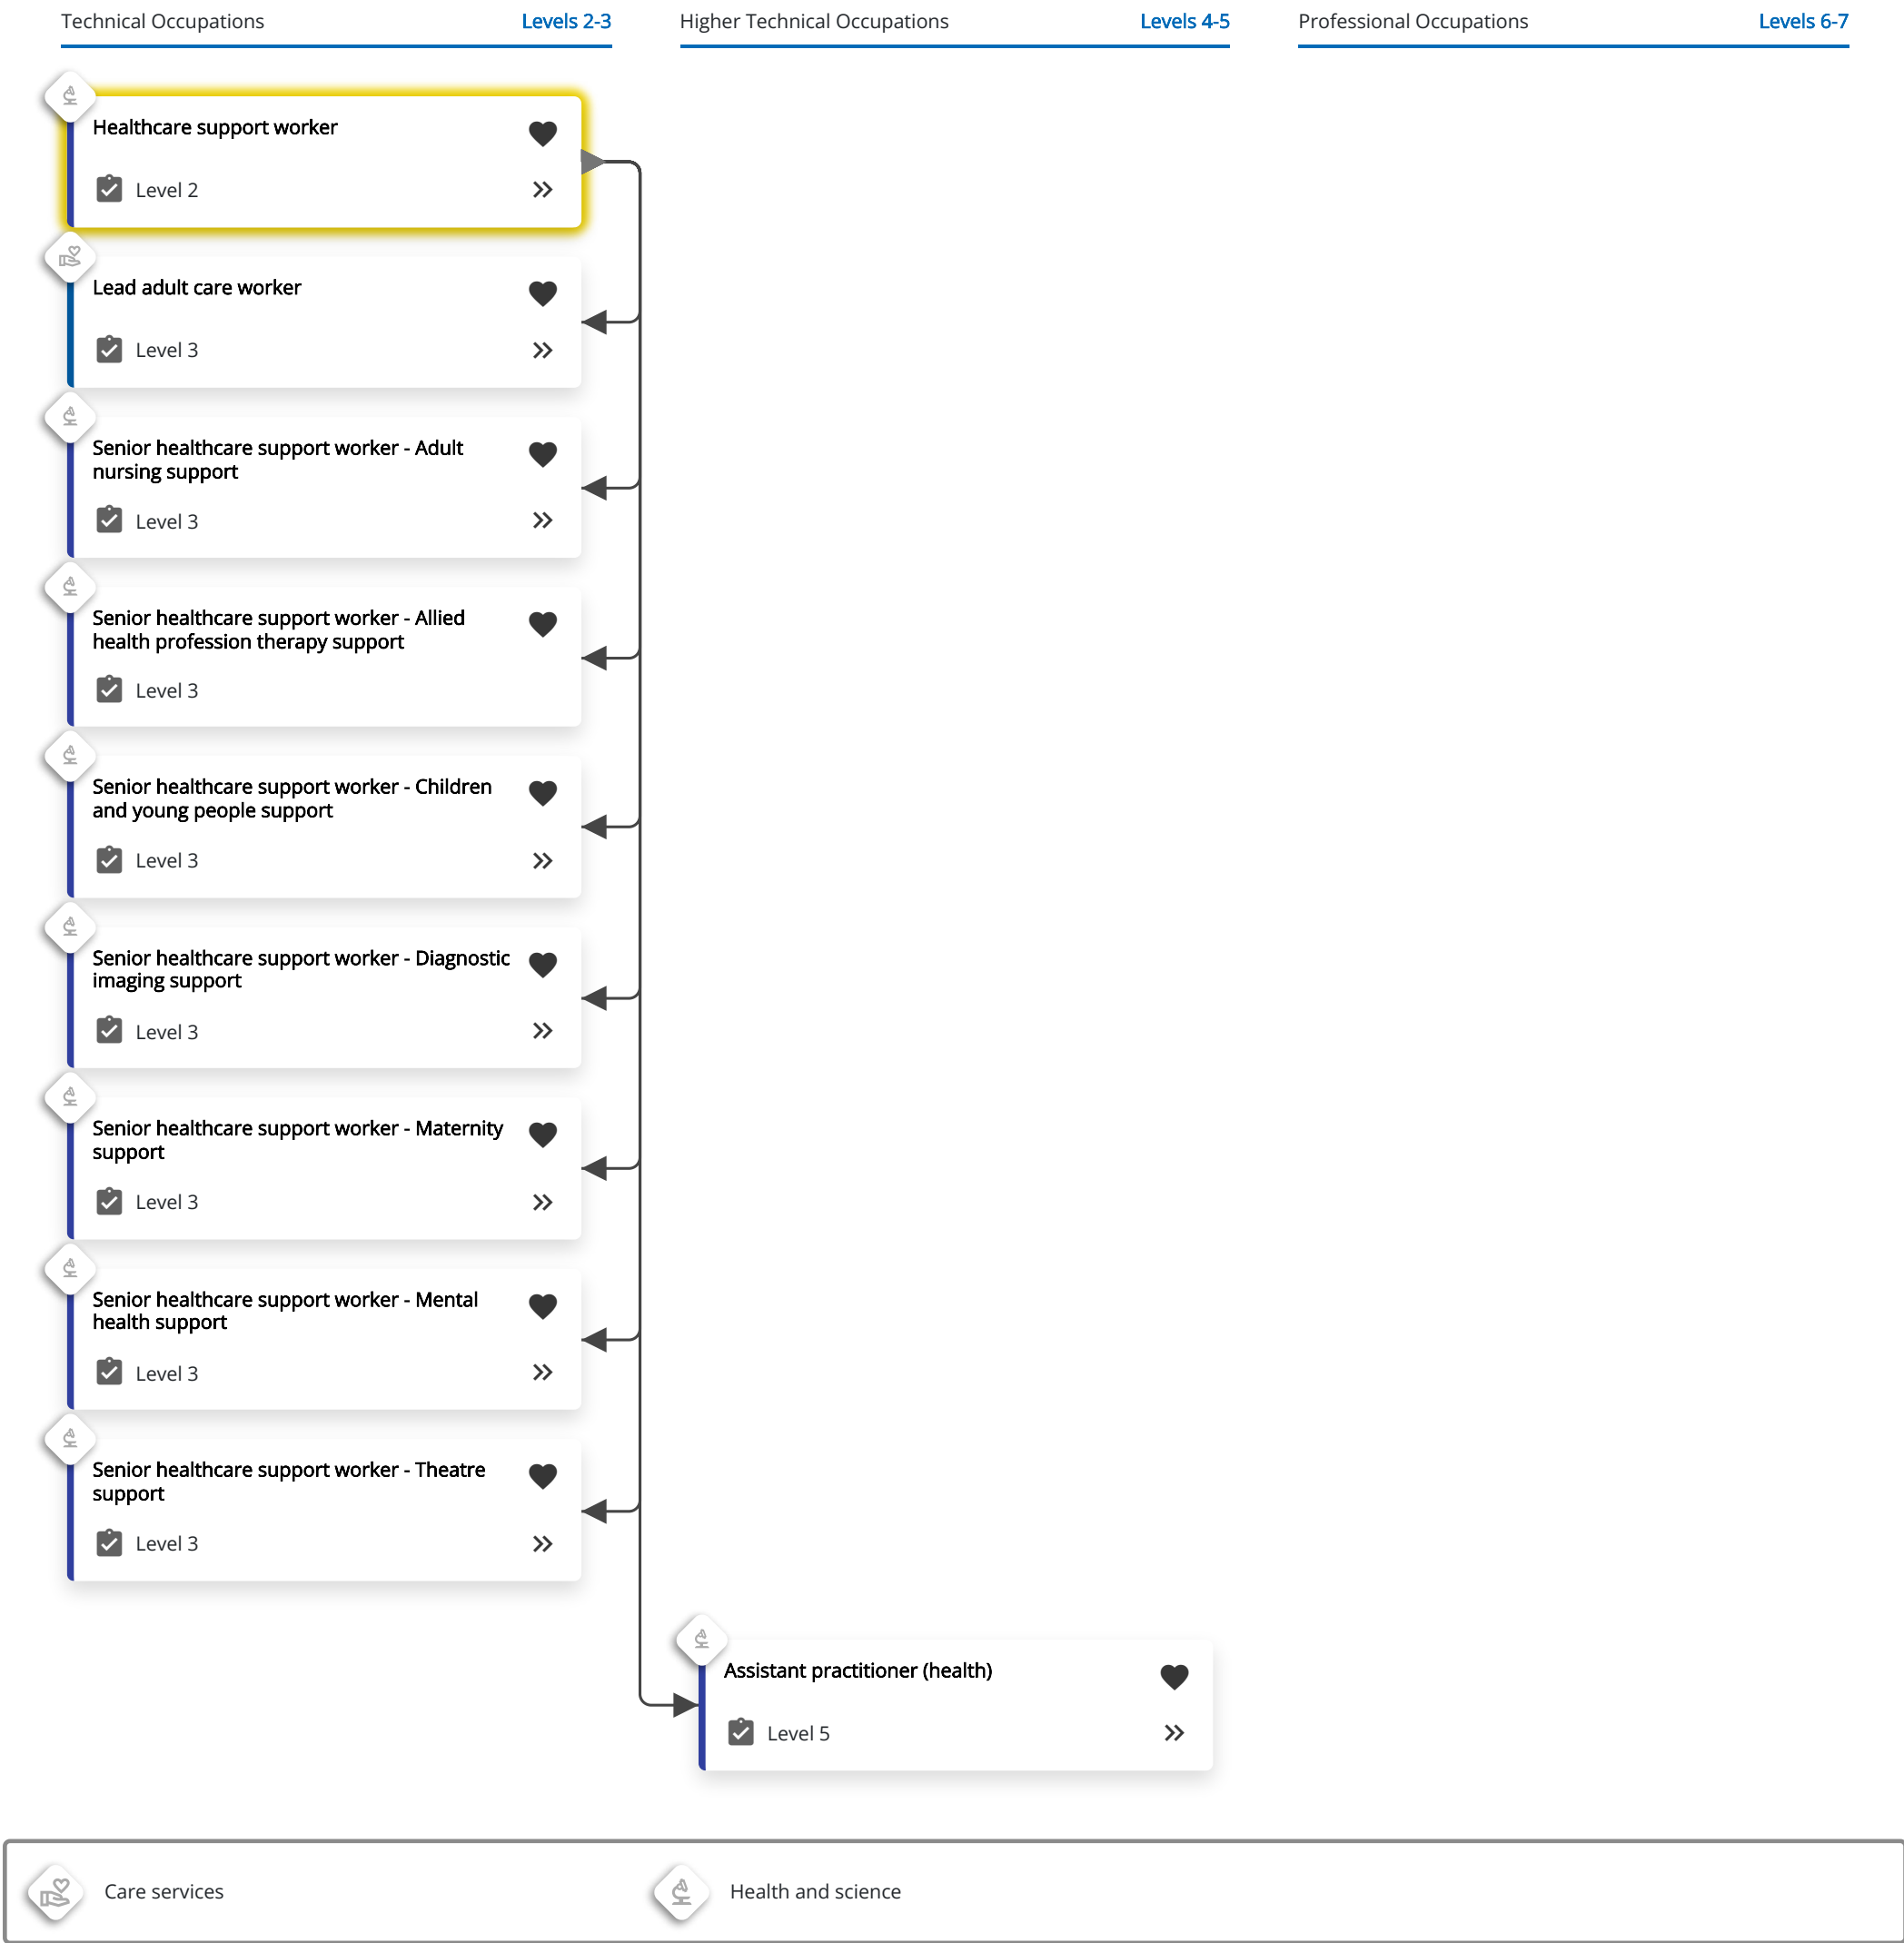 Technical Occupations Levels 2-3
Higher Technical Occupations Levels 4-5
Professional Occupations Levels 6-7
Healthcare support worker
Level 2
Lead adult care worker
Level 3
Senior healthcare support worker - Adult
nursing support
Level 3
Senior healthcare support worker - Allied
health profession therapy support
Level 3
Senior healthcare support worker - Children
and young people support
Level 3
Senior healthcare support worker - Diagnostic
imaging support
Level 3
Senior healthcare support worker - Maternity
support
Level 3
Senior healthcare support worker - Mental
health support
Level 3
Senior healthcare support worker - Theatre
support
Level 3
Assistant practitioner (health)
Level 5
Care services
Health and science